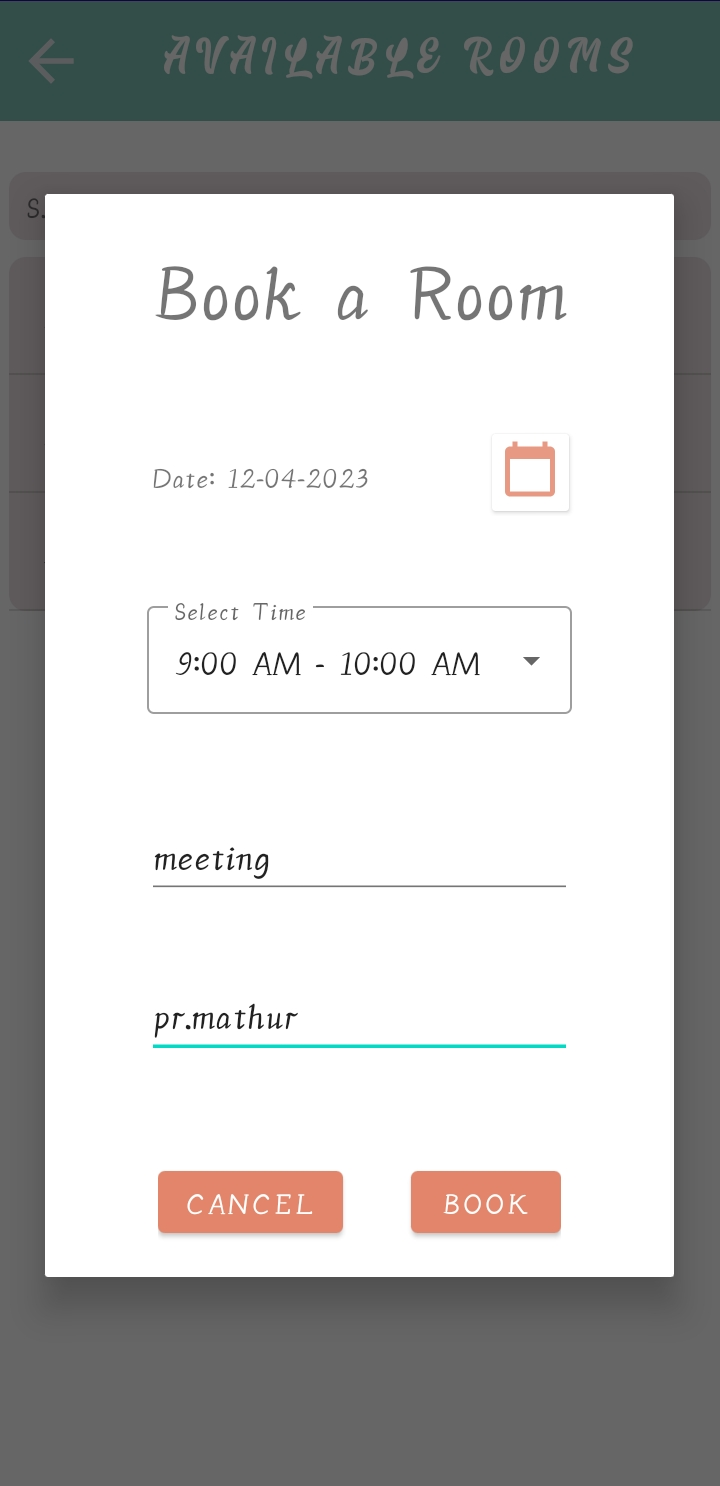 AVAILABLE ROOMS
S.
Book a Room
Date: 12-04-2023
Select Time
9:00 AM - 10:00 AM
meeting
pr.mathur
CANCEL BOOK